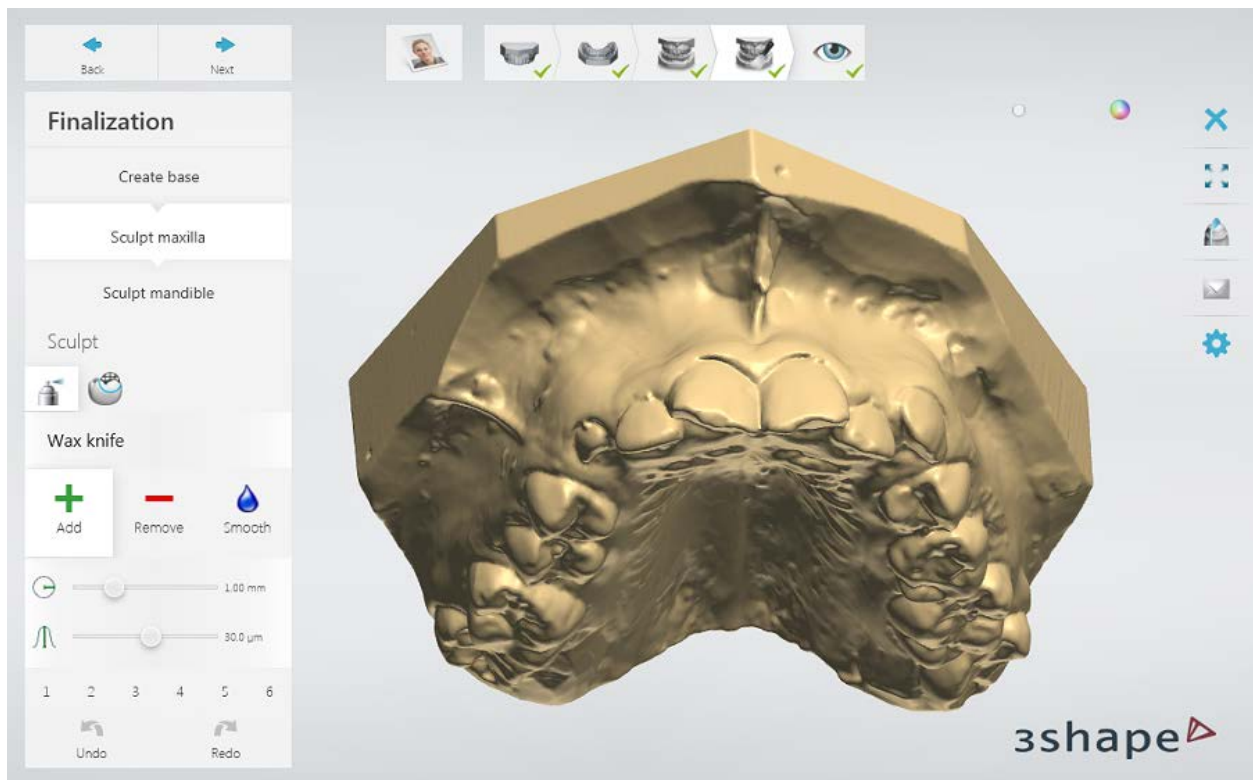 Back Next
Finalization
Create base
Sculpt maxilla
Sculpt mandible
Sculpt
Wax knife
Add Remove Smooth
1.00 mm
30.0 µm
1 2 3 4 5 6
Undo Redo
3shape